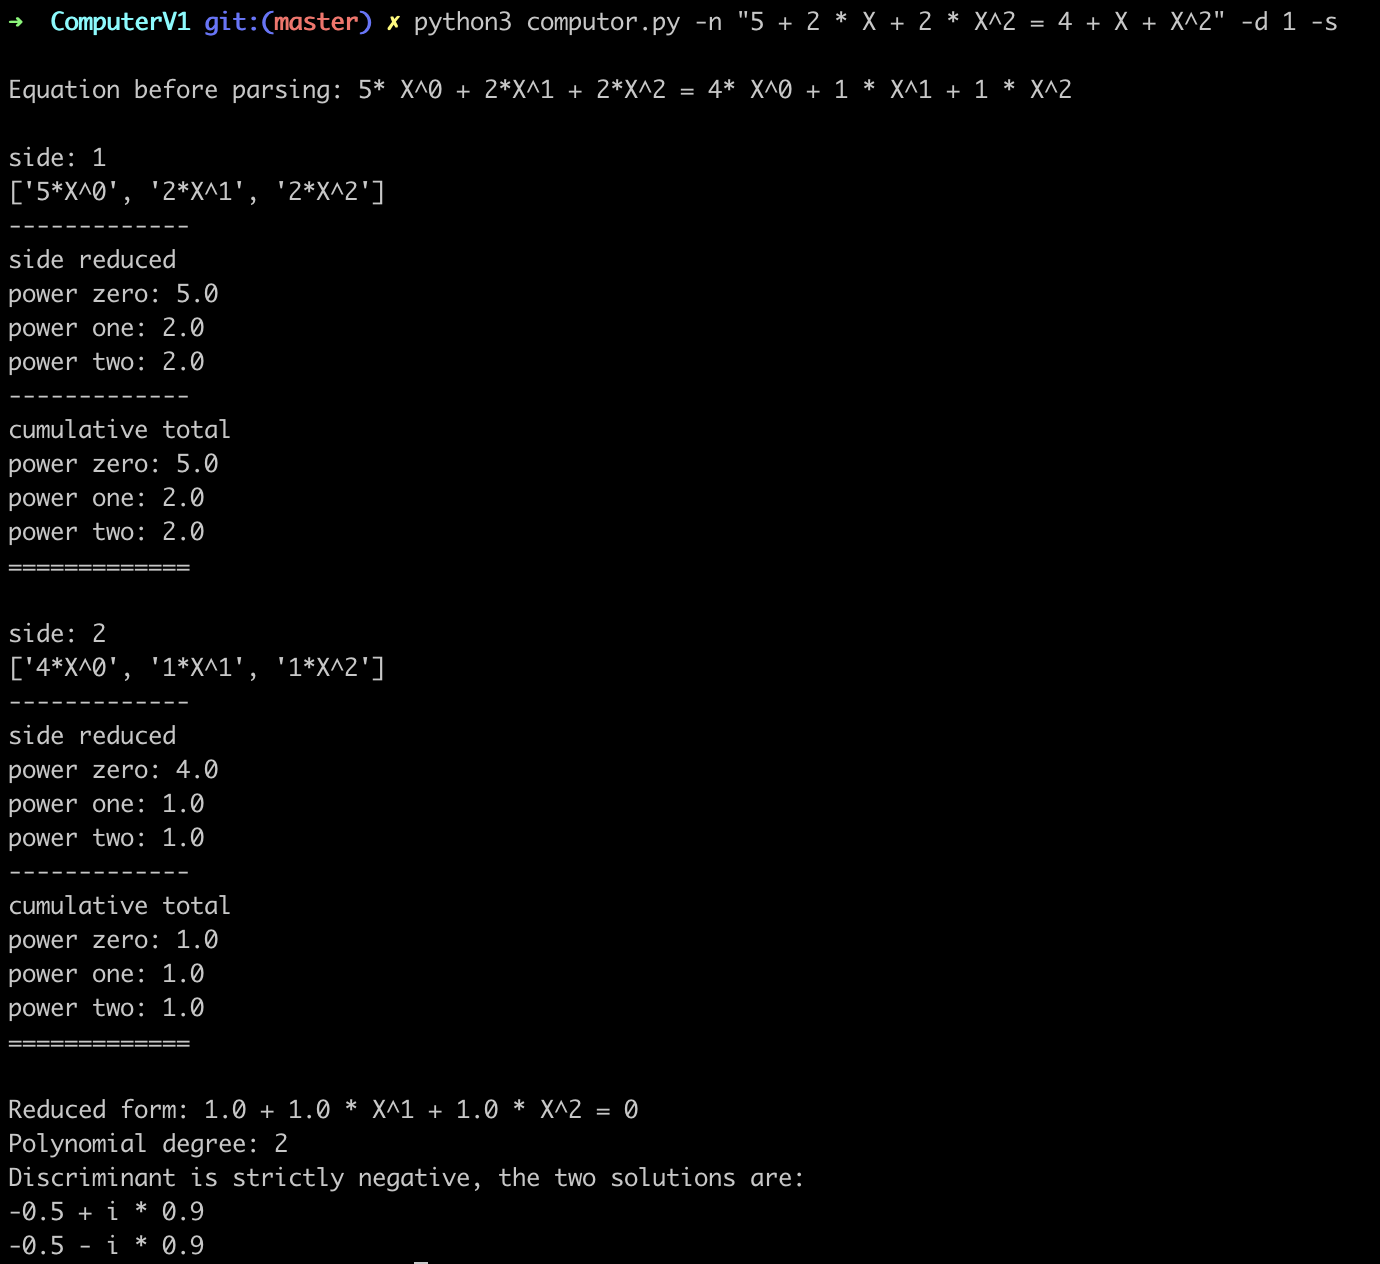 ➜  ComputerV1 git:(master) ✗ python3 computor.py -n "5 + 2 * X + 2 * X^2 = 4 + X + X^2" -d 1 -s
Equation before parsing: 5* X^0 + 2*X^1 + 2*X^2 = 4* X^0 + 1 * X^1 + 1 * X^2
side: 1
['5*X^0', '2*X^1', '2*X^2']
-------------
side reduced
power zero: 5.0
power one: 2.0
power two: 2.0
-------------
cumulative total
power zero: 5.0
power one: 2.0
power two: 2.0
=============
side: 2
['4*X^0', '1*X^1', '1*X^2']
-------------
side reduced
power zero: 4.0
power one: 1.0
power two: 1.0
-------------
cumulative total
power zero: 1.0
power one: 1.0
power two: 1.0
=============
Reduced form: 1.0 + 1.0 * X^1 + 1.0 * X^2 = 0
Polynomial degree: 2
Discriminant is strictly negative, the two solutions are:
-0.5 + i * 0.9
-0.5 - i * 0.9